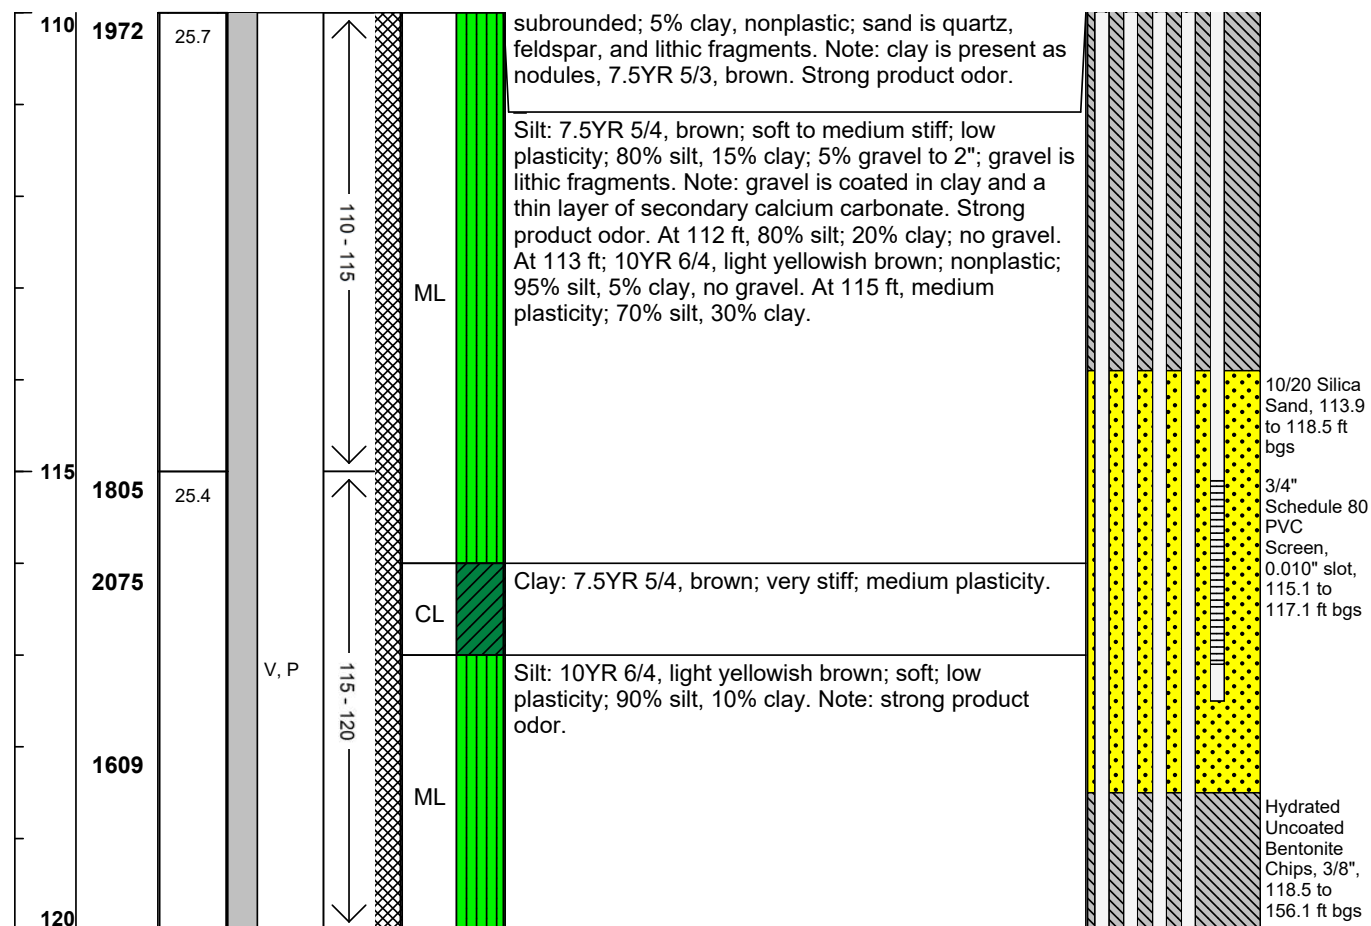 110
1972
25.7
subrounded; 5% clay, nonplastic; sand is quartz,
feldspar, and lithic fragments. Note: clay is present as
nodules, 7.5YR 5/3, brown. Strong product odor.
Silt: 7.5YR 5/4, brown; soft to medium stiff; low
plasticity; 80% silt, 15% clay; 5% gravel to 2"; gravel is
lithic fragments. Note: gravel is coated in clay and a
thin layer of secondary calcium carbonate. Strong
product odor. At 112 ft, 80% silt; 20% clay; no gravel.
At 113 ft; 10YR 6/4, light yellowish brown; nonplastic;
95% silt, 5% clay, no gravel. At 115 ft, medium
plasticity; 70% silt, 30% clay.
110 - 115
ML
10/20 Silica
Sand, 113.9
to 118.5 ft
bgs
115
1805
25.4
3/4"
Schedule 80
PVC
Screen,
0.010" slot,
115.1 to
117.1 ft bgs
2075
CL
Clay: 7.5YR 5/4, brown; very stiff; medium plasticity.
V, P
115 - 120
Silt: 10YR 6/4, light yellowish brown; soft; low
plasticity; 90% silt, 10% clay. Note: strong product
odor.
1609
ML
Hydrated
Uncoated
Bentonite
Chips, 3/8",
118.5 to
156.1 ft bgs
120